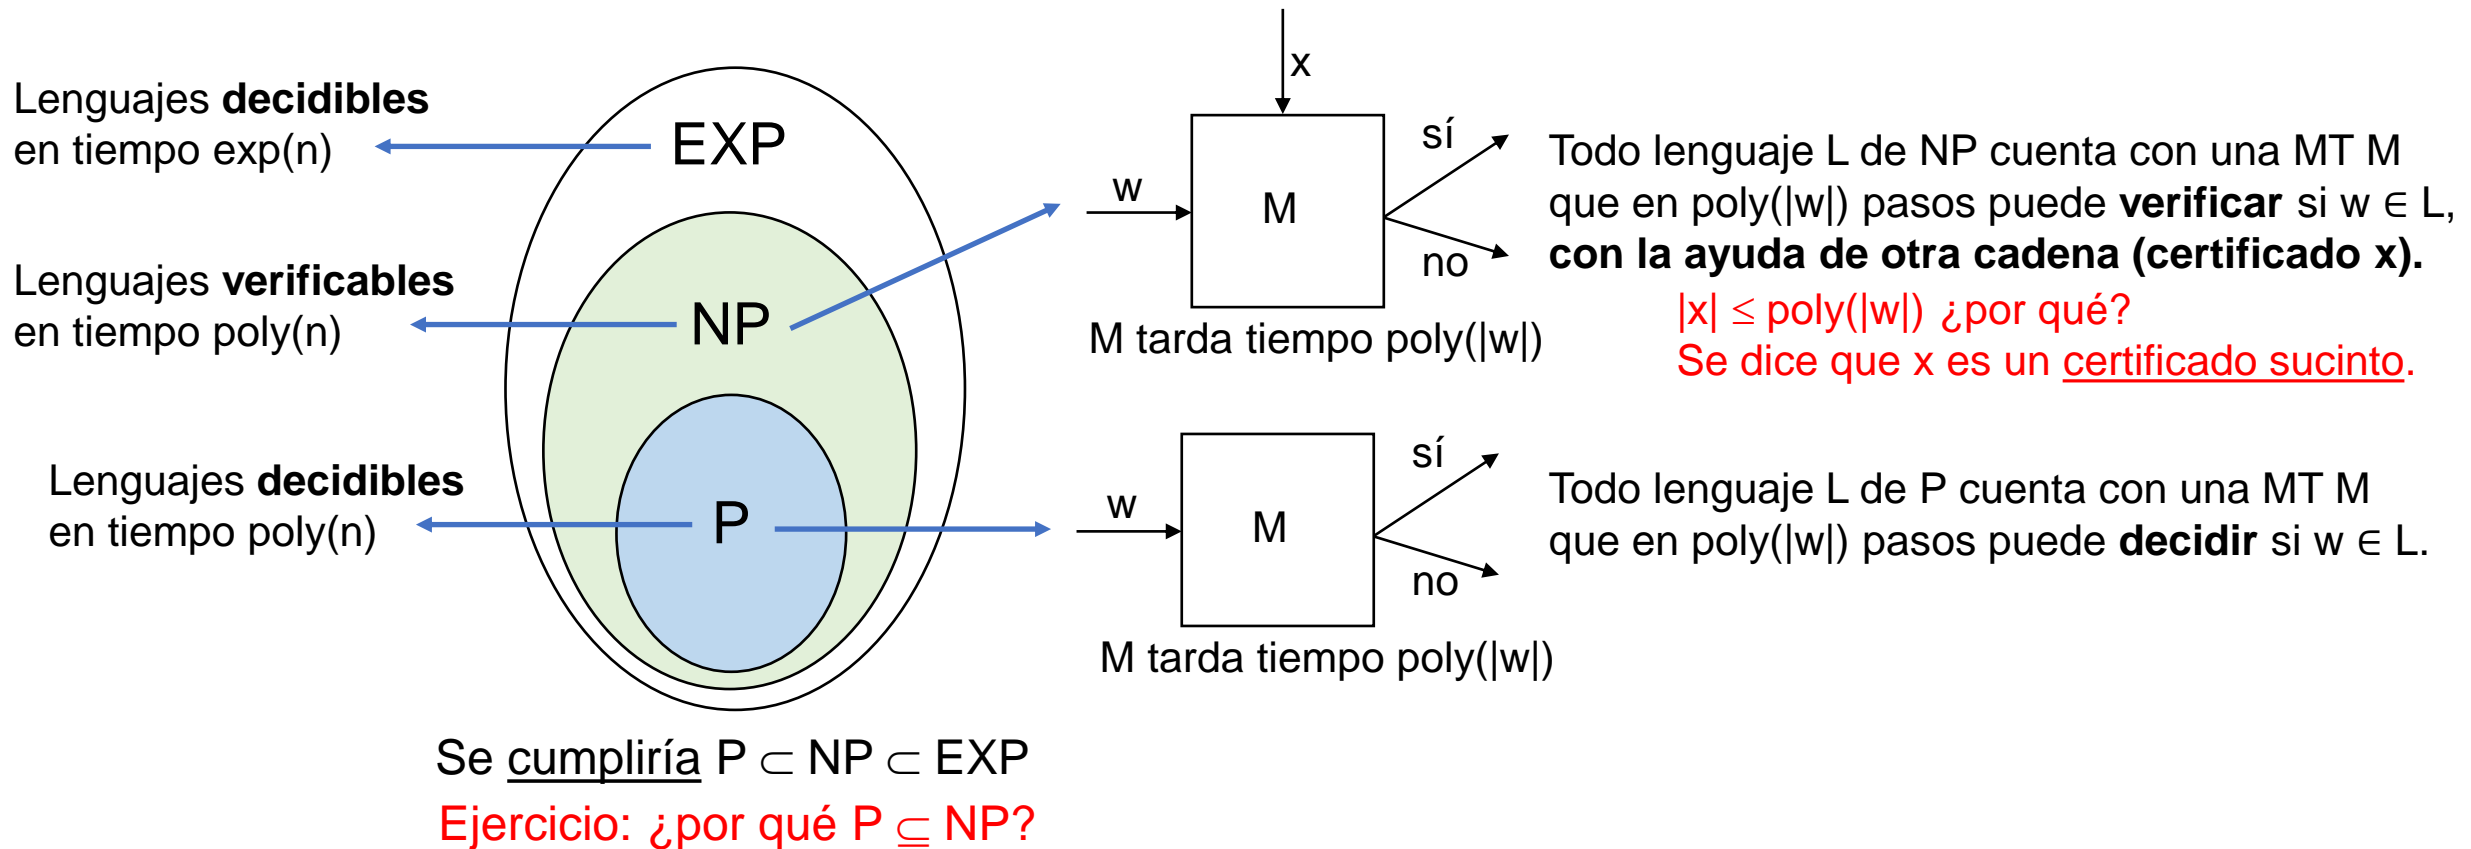 Lenguajes decidibles
en tiempo exp(n)
Lenguajes verificables
en tiempo poly(n)
Lenguajes decidibles
en tiempo poly(n)
EXP
NP
P
Se cumpliría P ⊂ NP ⊂ EXP
Ejercicio: ¿por qué P ⊆ NP?
x
w
M
sí
no
M tarda tiempo poly(|w|)
Todo lenguaje L de NP cuenta con una MT M
que en poly(|w|) pasos puede verificar si w ∈ L,
con la ayuda de otra cadena (certificado x).
|x| ≤ poly(|w|) ¿por qué?
Se dice que x es un certificado sucinto.
w
M
sí
no
M tarda tiempo poly(|w|)
Todo lenguaje L de P cuenta con una MT M
que en poly(|w|) pasos puede decidir si w ∈ L.